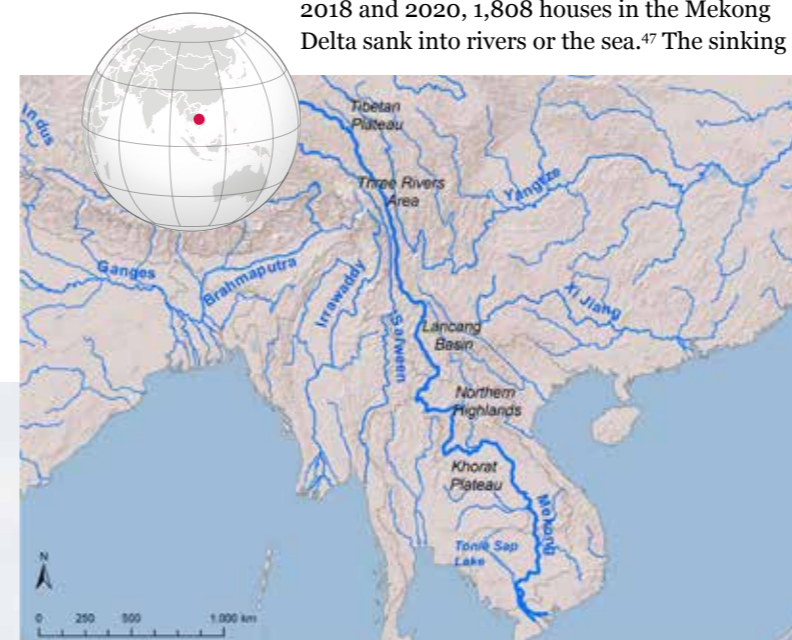 2018 and 2020, 1,808 houses in the Mekong
Delta sank into rivers or the sea.⁴⁷ The sinking
Indus
Tibetan
Plateau
Three Rivers
Area
Yangtze
Ganges
Brahmaputra
Irrawaddy
Salween
Xi Jiang
Lancang
Basin
Northern
Highlands
Khorat
Plateau
Mekong
Tonle Sap
Lake
N
0 250 500 1.000 km